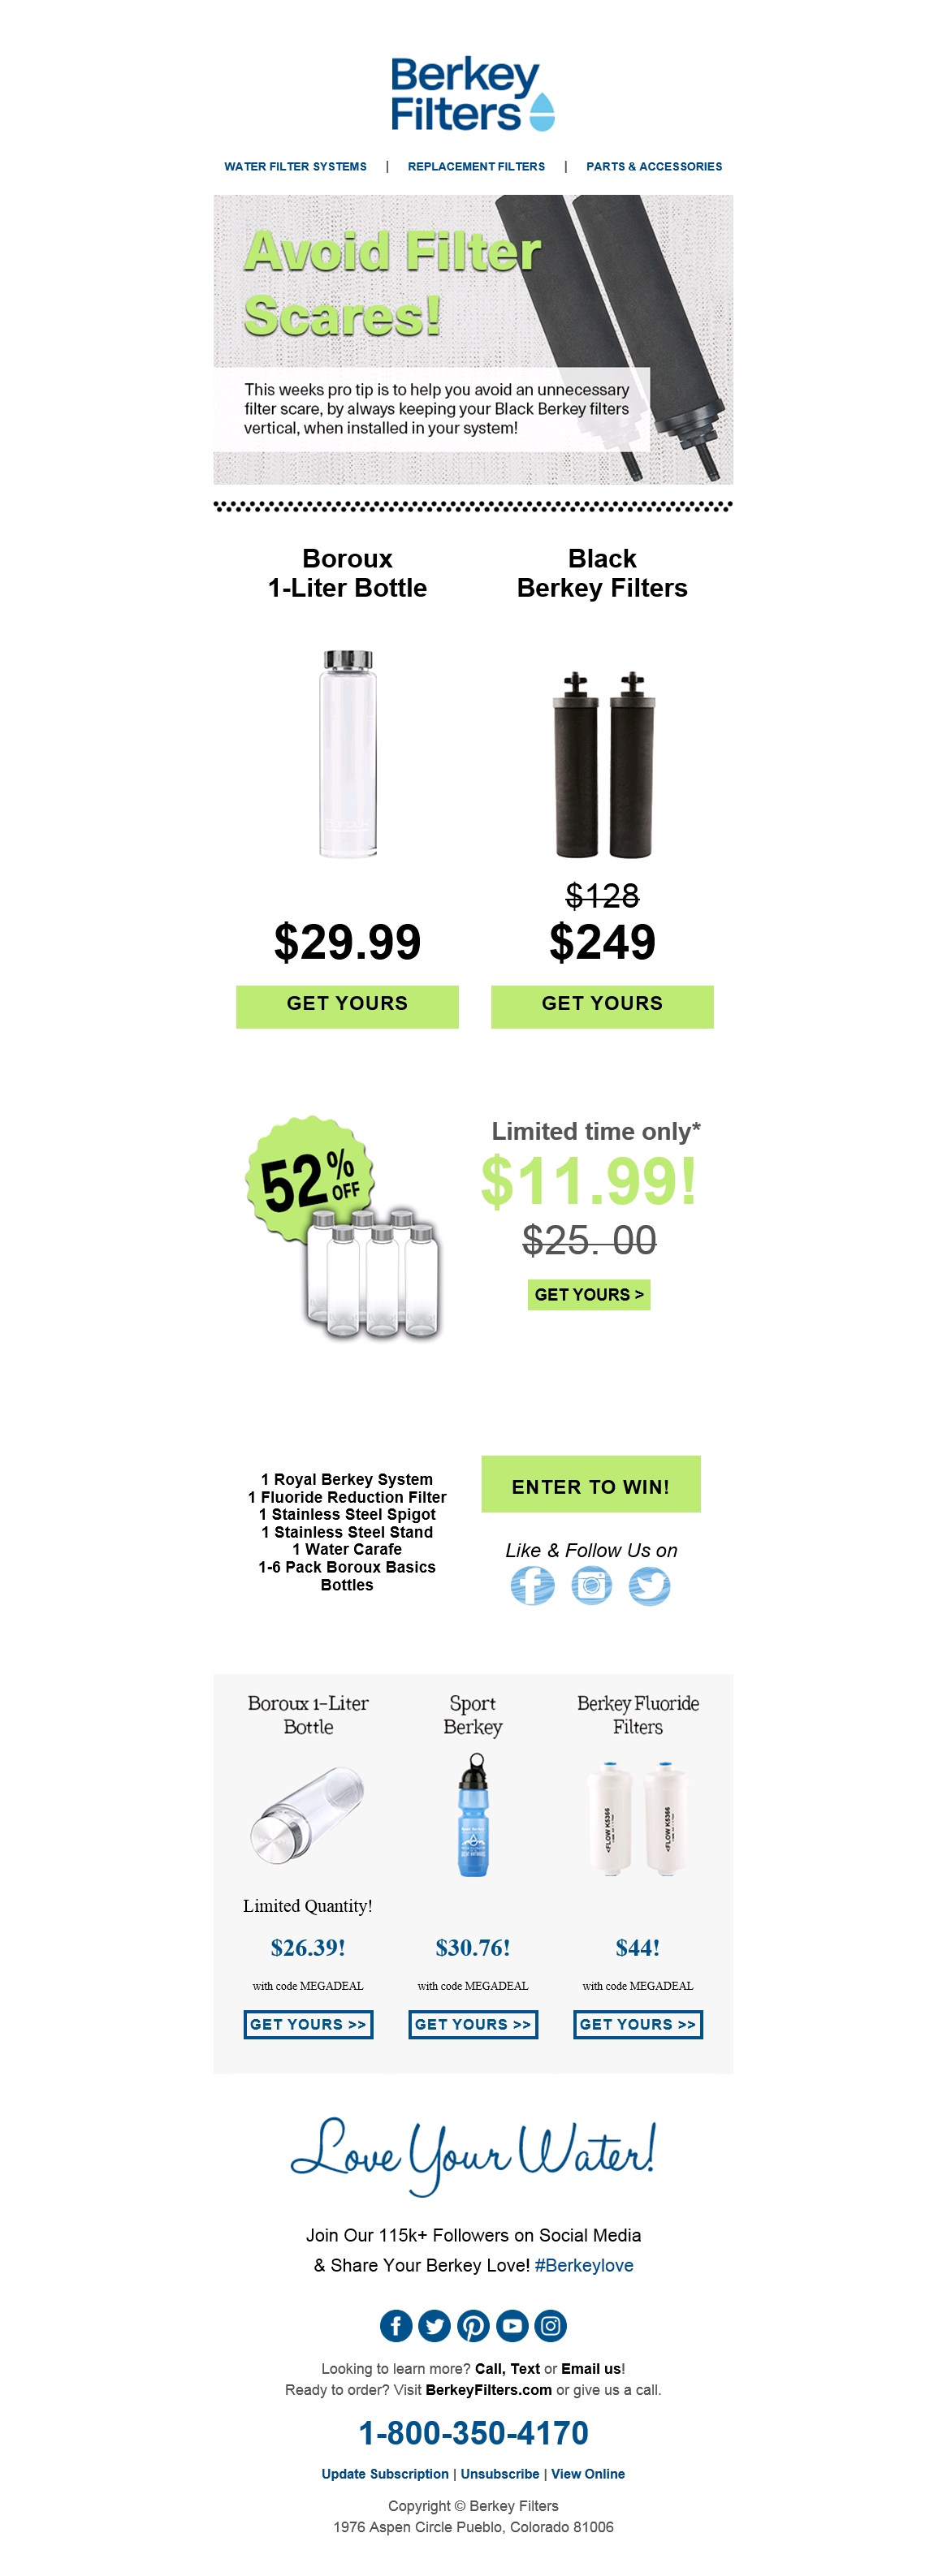 Berkey
Filters
WATER FILTER SYSTEMS | REPLACEMENT FILTERS | PARTS & ACCESSORIES
Avoid Filter
Scares!
This weeks pro tip is to help you avoid an unnecessary
filter scare, by always keeping your Black Berkey filters
vertical, when installed in your system!
Boroux
1-Liter Bottle
Black
Berkey Filters
$128
$29.99
$249
GET YOURS
GET YOURS
52% OFF
Limited time only*
$11.99!
$25. 00
GET YOURS >
1 Royal Berkey System
1 Fluoride Reduction Filter
1 Stainless Steel Spigot
1 Stainless Steel Stand
1 Water Carafe
1-6 Pack Boroux Basics
Bottles
ENTER TO WIN!
Like & Follow Us on
Boroux 1-Liter
Bottle
Sport
Berkey
Berkey Fluoride
Filters
<FLOW K5366
<FLOW K5366
Limited Quantity!
$26.39!
$30.76!
$44!
with code MEGADEAL
with code MEGADEAL
with code MEGADEAL
GET YOURS >>
GET YOURS >>
GET YOURS >>
Love Your Water!
Join Our 115k+ Followers on Social Media
& Share Your Berkey Love! #Berkeylove
Looking to learn more? Call, Text or Email us!
Ready to order? Visit BerkeyFilters.com or give us a call.
1-800-350-4170
Update Subscription | Unsubscribe | View Online
Copyright © Berkey Filters
1976 Aspen Circle Pueblo, Colorado 81006